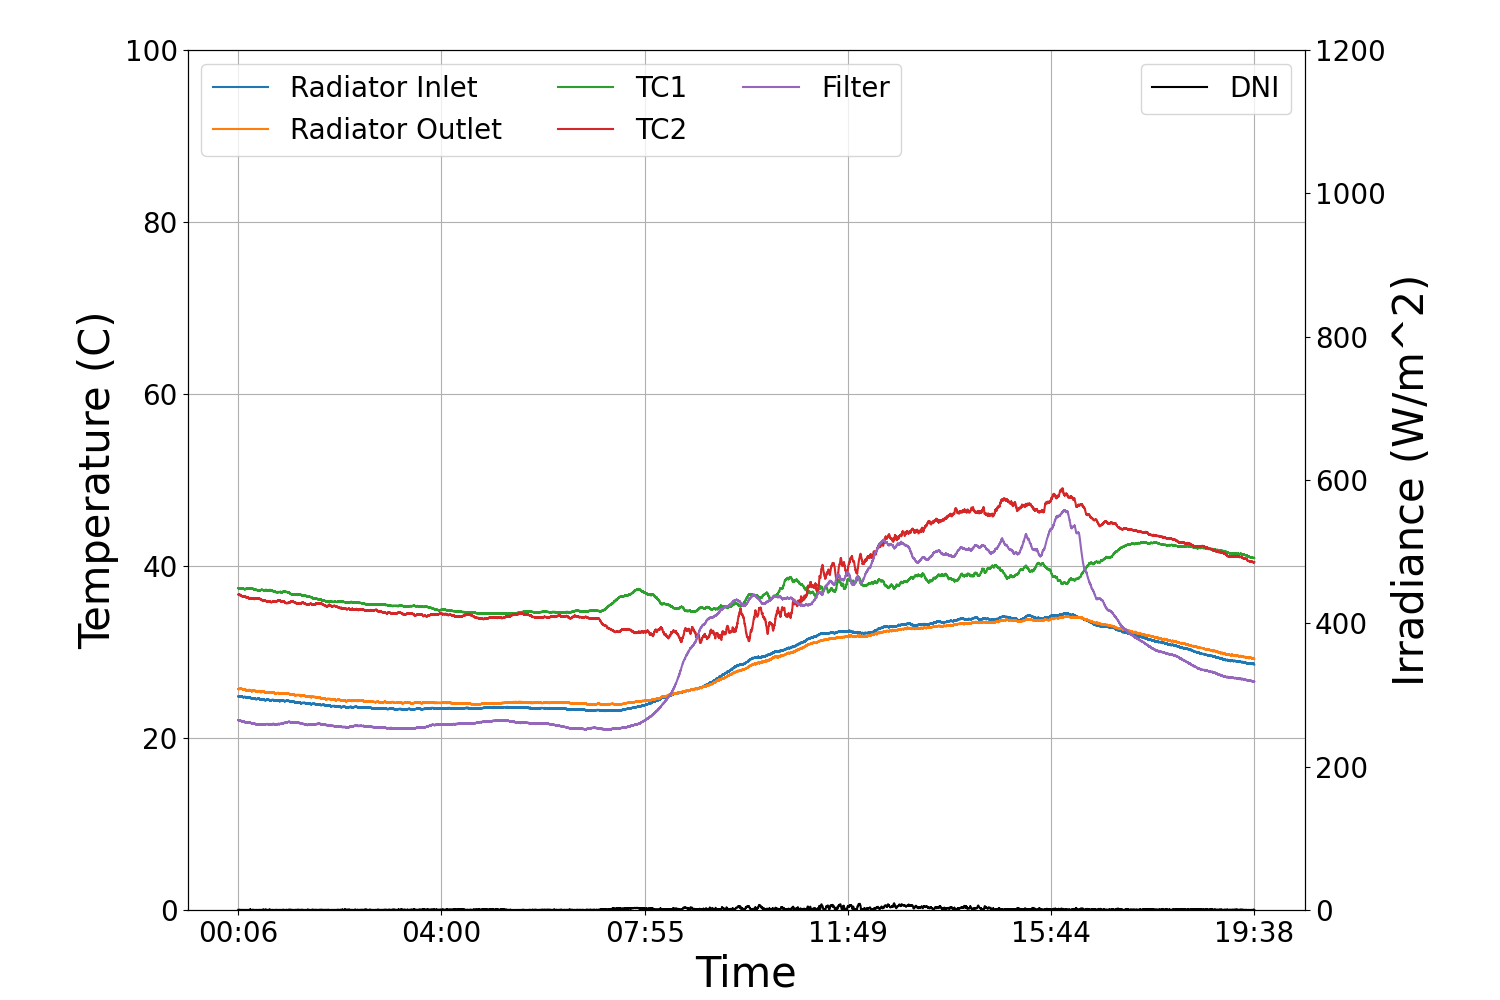 Radiator Inlet
Radiator Outlet
TC1
TC2
Filter
DNI
Temperature (C)
100
80
60
40
20
0
1200
1000
800
600
400
200
0
Irradiance (W/m^2)
00:06 04:00 07:55 11:49 15:44 19:38
Time